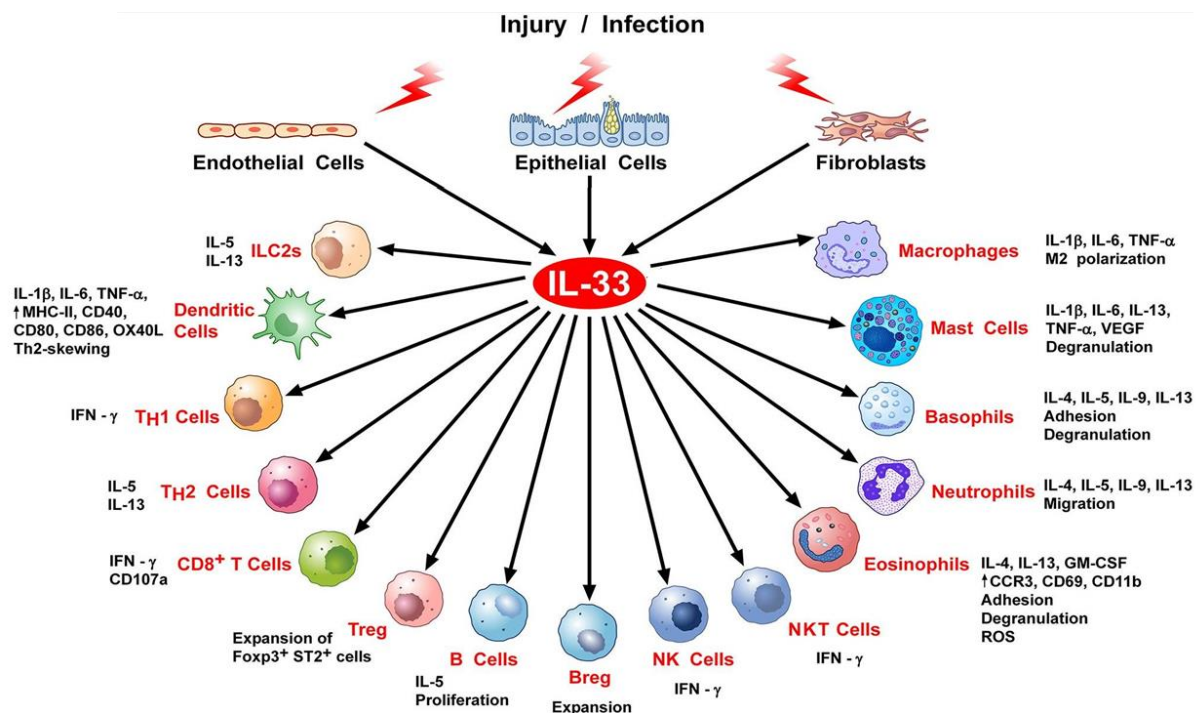 Injury / Infection
Endothelial Cells
Epithelial Cells
Fibroblasts
IL-33
IL-5
IL-13
ILC2s
IL-1β, IL-6, TNF-α,
↑MHC-II, CD40,
CD80, CD86, OX40L
Th2-skewing
Dendritic
Cells
IFN - γ
TH1 Cells
IL-5
IL-13
TH2 Cells
IFN - γ
CD107a
CD8+ T Cells
Treg
Expansion of
Foxp3+ ST2+ cells
B Cells
IL-5
Proliferation
Breg
Expansion
NK Cells
IFN - γ
NKT Cells
IFN - γ
Eosinophils
IL-4, IL-13, GM-CSF
↑CCR3, CD69, CD11b
Adhesion
Degranulation
ROS
Neutrophils
IL-4, IL-5, IL-9, IL-13
Migration
Basophils
IL-4, IL-5, IL-9, IL-13
Adhesion
Degranulation
Mast Cells
IL-1β, IL-6, IL-13,
TNF-α, VEGF
Degranulation
Macrophages
IL-1β, IL-6, TNF-α
M2 polarization